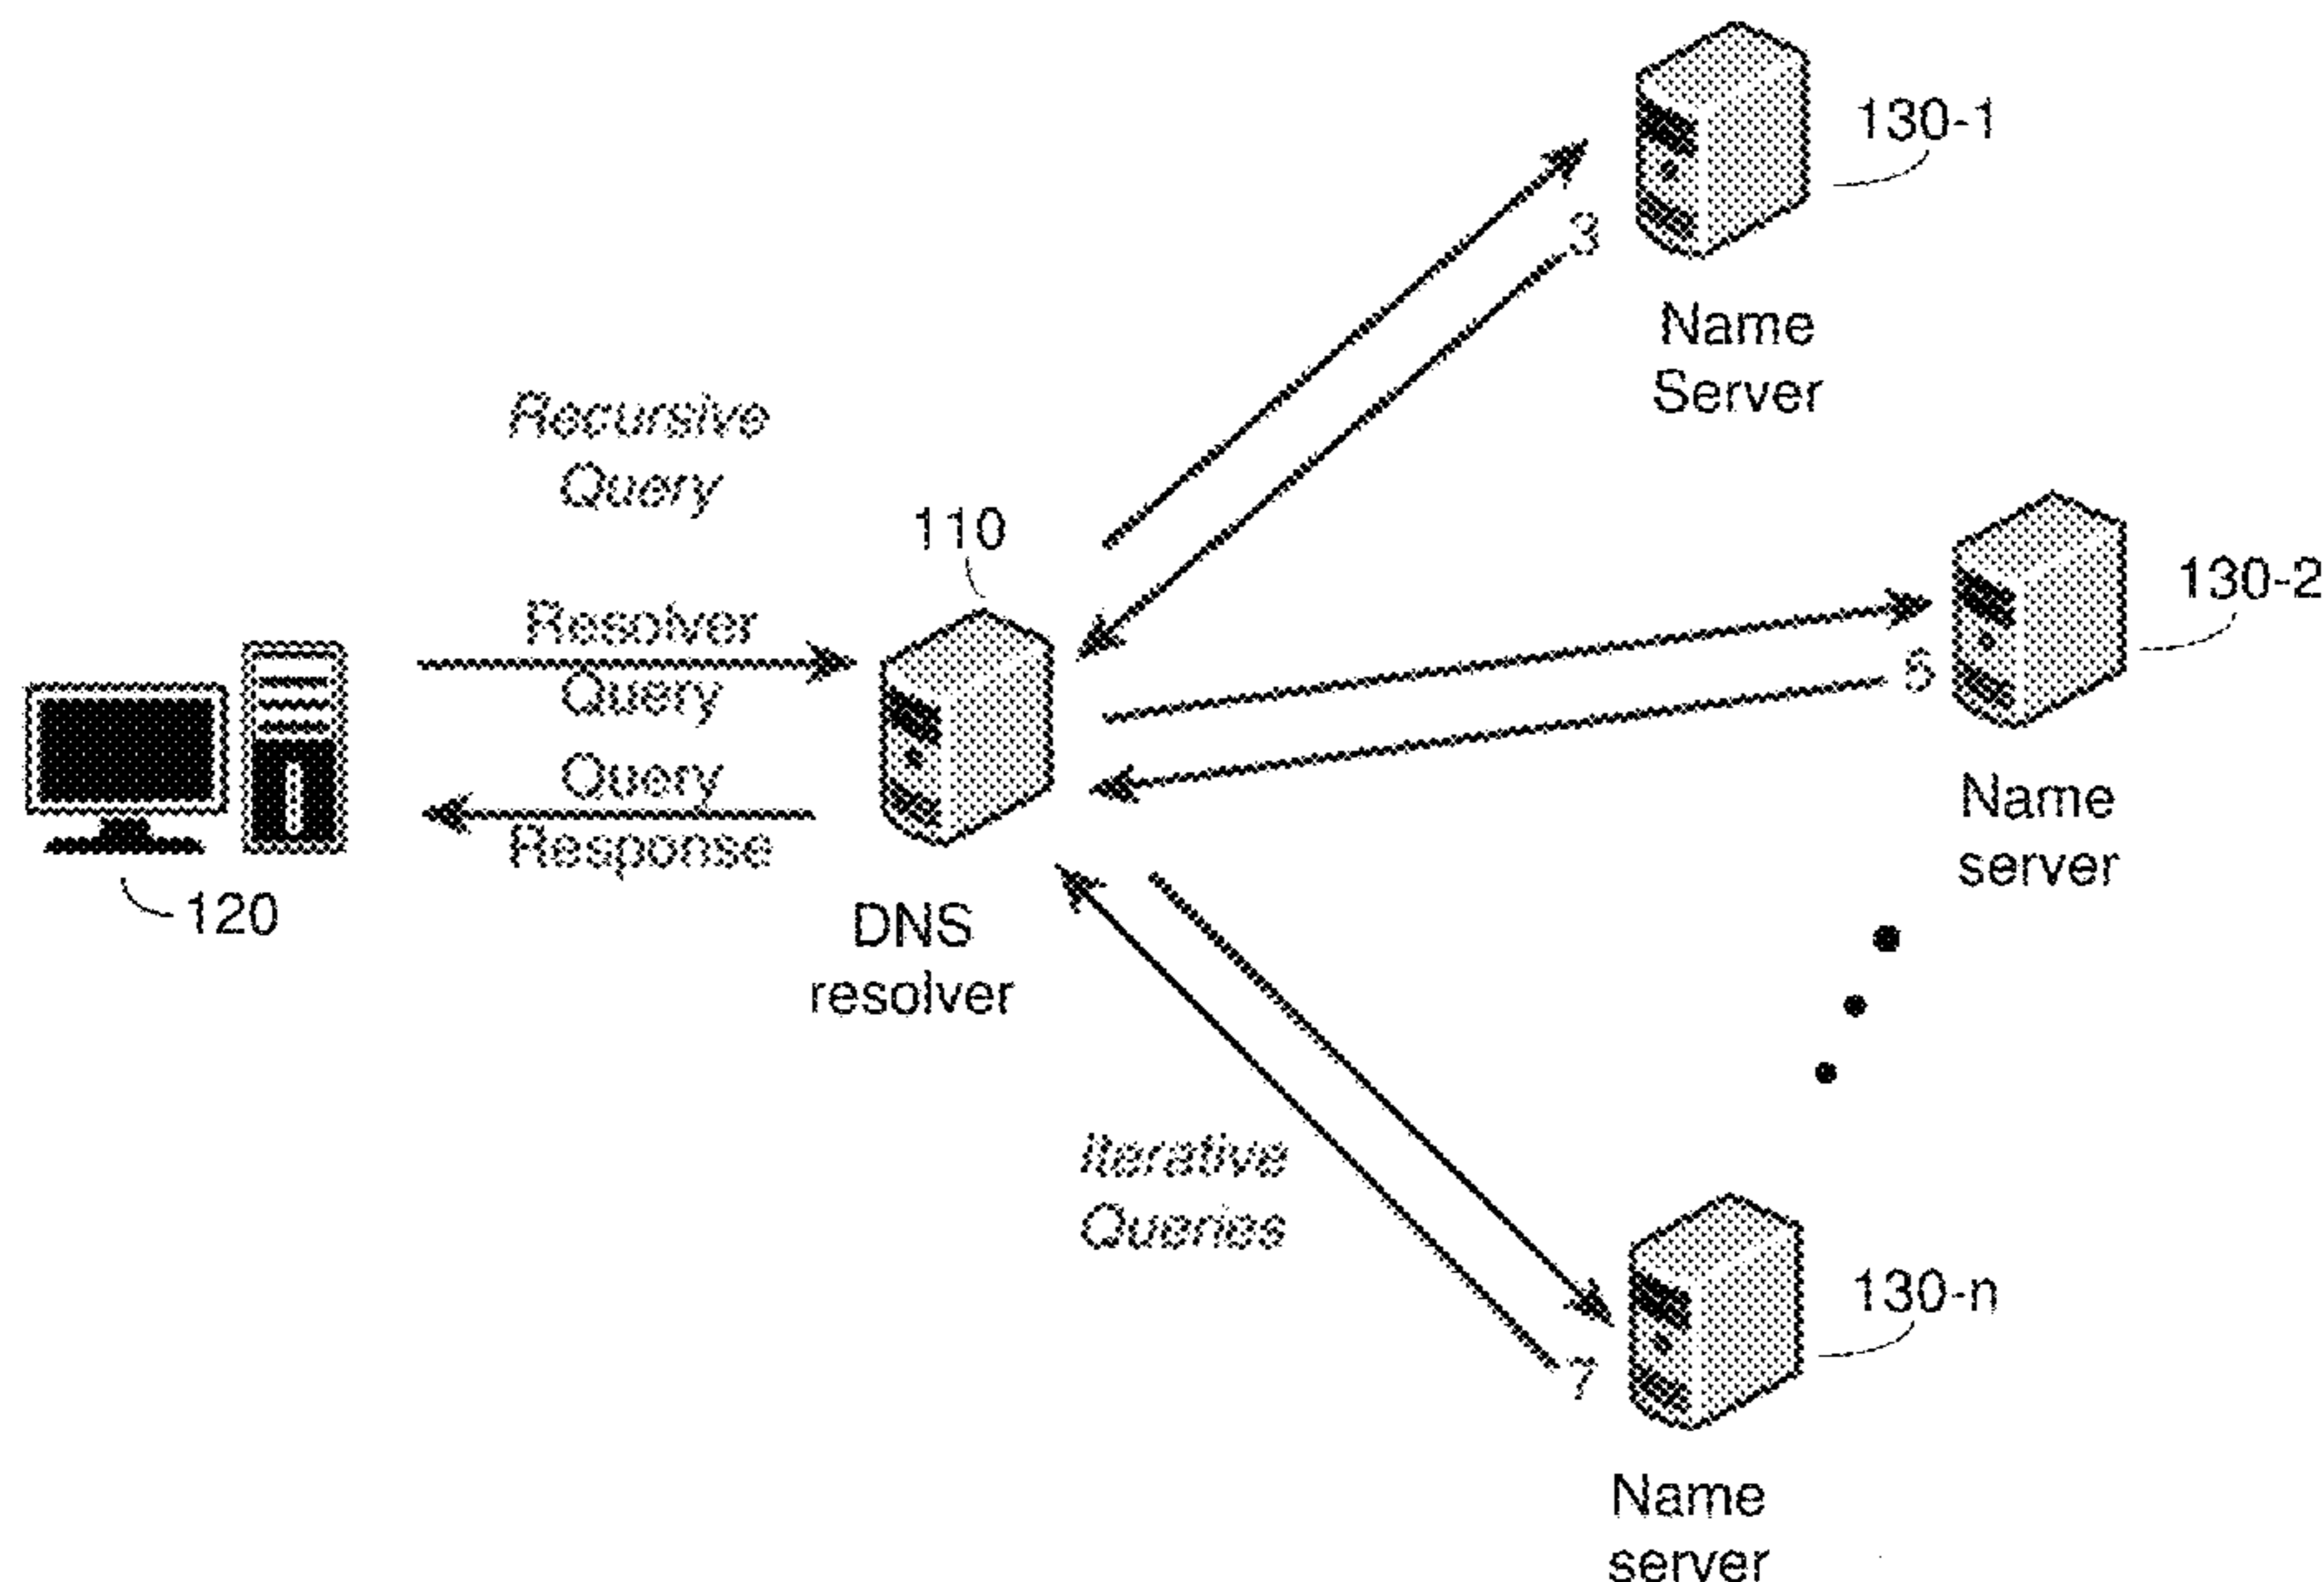 130-1
3
Name
Server
Recursive
Query
110
130-2
Resolver
Query
5
Query
Response
Name
server
120
DNS
resolver
Iterative
Queries
130-n
7
Name
server